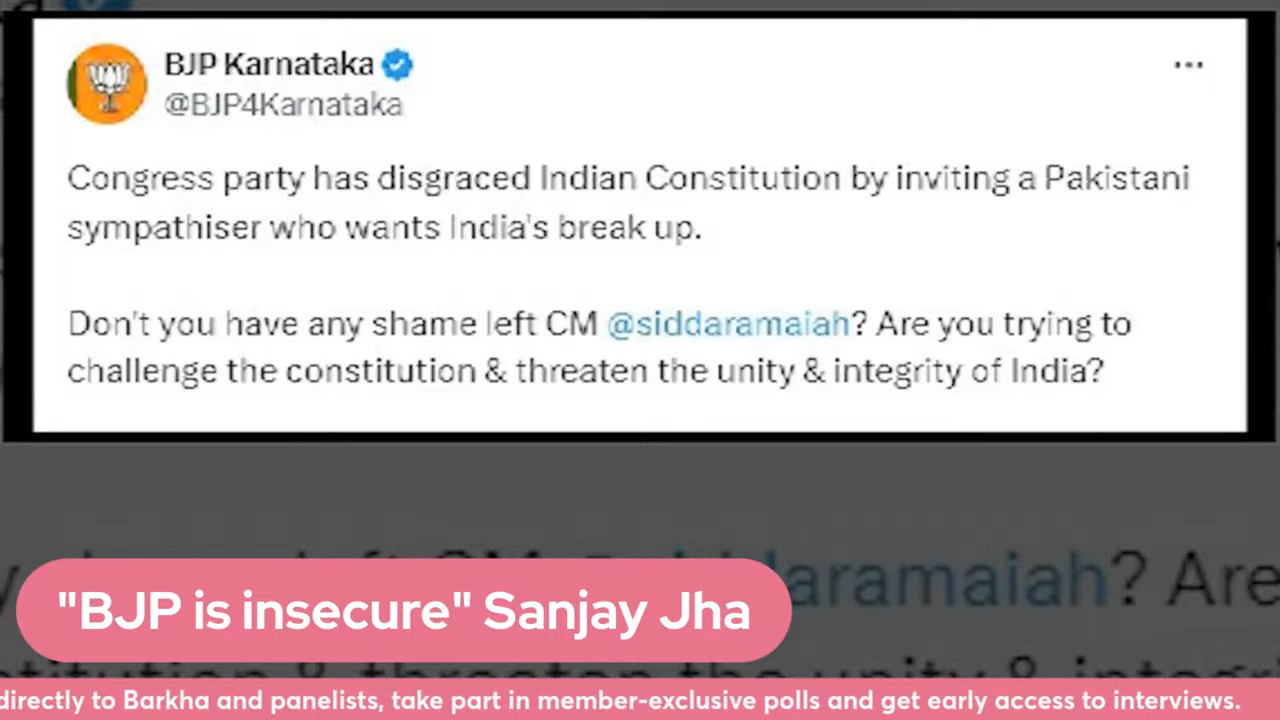 BJP Karnataka
@BJP4Karnataka
Congress party has disgraced Indian Constitution by inviting a Pakistani
sympathiser who wants India's break up.
Don't you have any shame left CM @siddaramaiah? Are you trying to
challenge the constitution & threaten the unity & integrity of India?
aramaiah? Are
"BJP is insecure" Sanjay Jha
directly to Barkha and panelists, take part in member-exclusive polls and get early access to interviews.